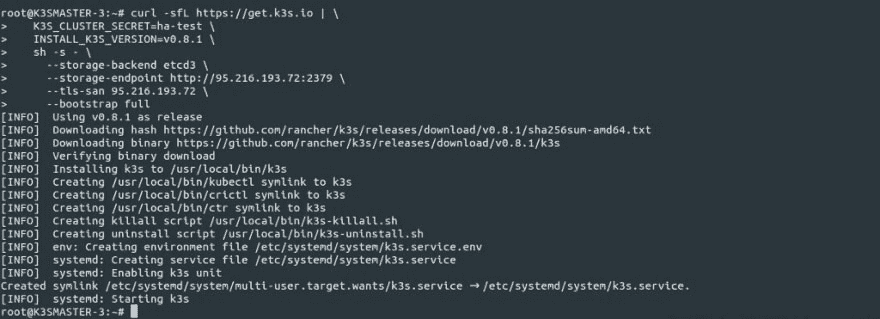 root@K3SMASTER-3:~# curl -sfL https://get.k3s.io | \
>    K3S_CLUSTER_SECRET=ha-test \
>    INSTALL_K3S_VERSION=v0.8.1 \
>    sh -s - \
>      --storage-backend etcd3 \
>      --storage-endpoint http://95.216.193.72:2379 \
>      --tls-san 95.216.193.72 \
>      --bootstrap full
[INFO]  Using v0.8.1 as release
[INFO]  Downloading hash https://github.com/rancher/k3s/releases/download/v0.8.1/sha256sum-amd64.txt
[INFO]  Downloading binary https://github.com/rancher/k3s/releases/download/v0.8.1/k3s
[INFO]  Verifying binary download
[INFO]  Installing k3s to /usr/local/bin/k3s
[INFO]  Creating /usr/local/bin/kubectl symlink to k3s
[INFO]  Creating /usr/local/bin/crictl symlink to k3s
[INFO]  Creating /usr/local/bin/ctr symlink to k3s
[INFO]  Creating killall script /usr/local/bin/k3s-killall.sh
[INFO]  Creating uninstall script /usr/local/bin/k3s-uninstall.sh
[INFO]  env: Creating environment file /etc/systemd/system/k3s.service.env
[INFO]  systemd: Creating service file /etc/systemd/system/k3s.service
[INFO]  systemd: Enabling k3s unit
Created symlink /etc/systemd/system/multi-user.target.wants/k3s.service → /etc/systemd/system/k3s.service.
[INFO]  systemd: Starting k3s
root@K3SMASTER-3:~#